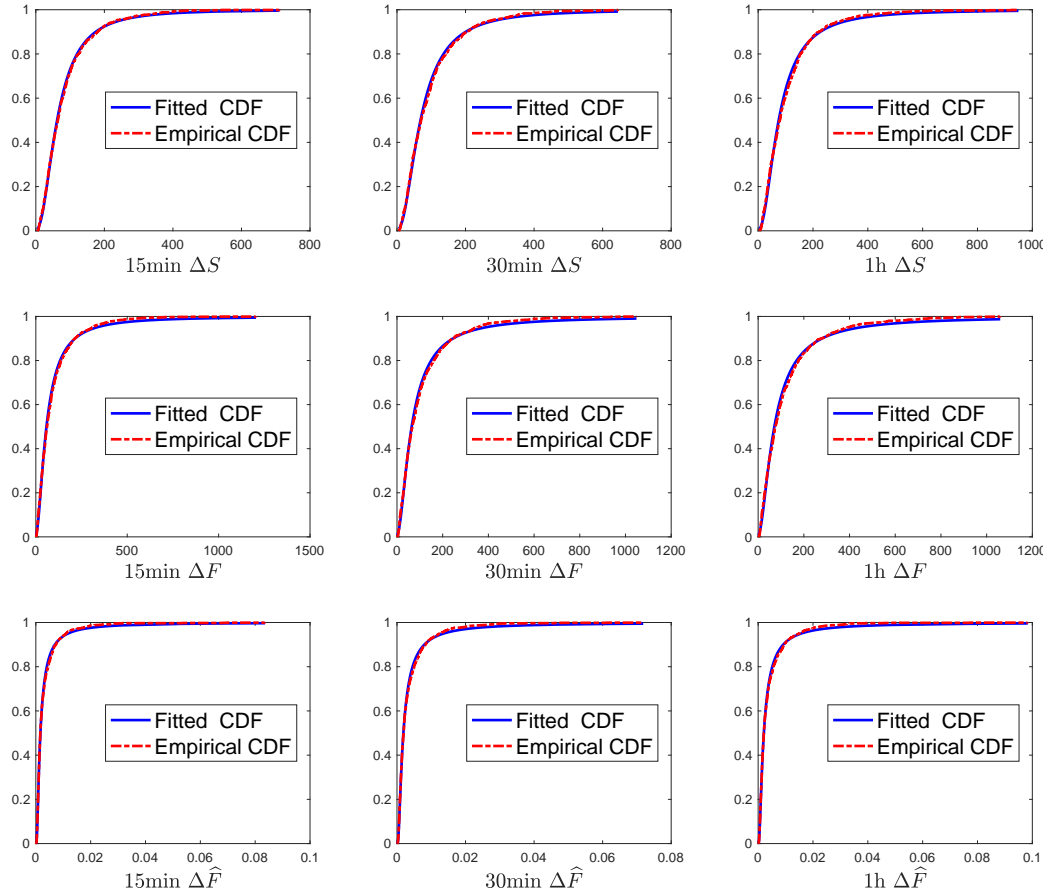 1
0.8
0.6
0.4
0.2
0
0 200 400 600 800
Fitted CDF
Empirical CDF
15min ΔS
1
0.8
0.6
0.4
0.2
0
0 200 400 600 800
Fitted CDF
Empirical CDF
30min ΔS
1
0.8
0.6
0.4
0.2
0
0 200 400 600 800 1000
Fitted CDF
Empirical CDF
1h ΔS
1
0.8
0.6
0.4
0.2
0
0 500 1000 1500
Fitted CDF
Empirical CDF
15min ΔF
1
0.8
0.6
0.4
0.2
0
0 200 400 600 800 1000 1200
Fitted CDF
Empirical CDF
30min ΔF
1
0.8
0.6
0.4
0.2
0
0 200 400 600 800 1000 1200
Fitted CDF
Empirical CDF
1h ΔF
1
0.8
0.6
0.4
0.2
0
0 0.02 0.04 0.06 0.08 0.1
Fitted CDF
Empirical CDF
15min ΔF̂
1
0.8
0.6
0.4
0.2
0
0 0.02 0.04 0.06 0.08
Fitted CDF
Empirical CDF
30min ΔF̂
1
0.8
0.6
0.4
0.2
0
0 0.02 0.04 0.06 0.08 0.1
Fitted CDF
Empirical CDF
1h ΔF̂